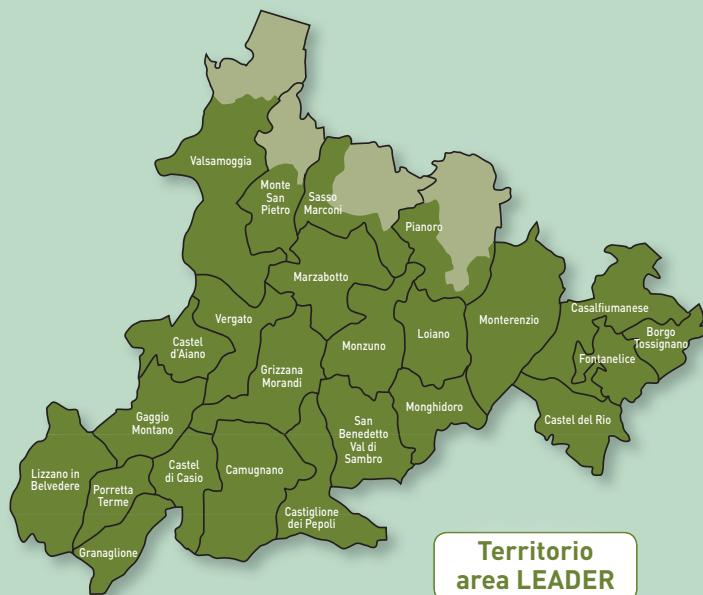 Valsamoggia
Monte
San
Pietro
Sasso
Marconi
Pianoro
Marzabotto
Vergato
Castel
d'Aiano
Grizzana
Morandi
Monzuno
Loiano
Monterenzio
Casalfiumanese
Borgo
Tossignano
Fontanelice
Castel del Rio
Monghidoro
San
Benedetto
Val di
Sambro
Gaggio
Montano
Lizzano in
Belvedere
Porretta
Terme
Castel
di Casio
Camugnano
Castiglione
dei Pepoli
Granaglione
Territorio
area LEADER